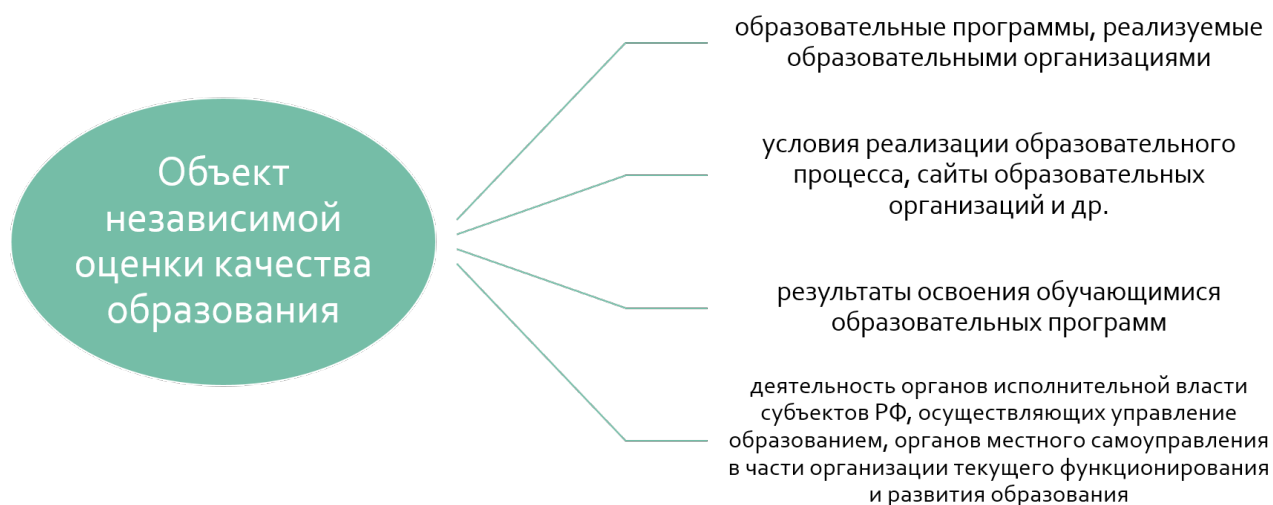 Объект
независимой
оценки качества
образования
образовательные программы, реализуемые
образовательными организациями
условия реализации образовательного
процесса, сайты образовательных
организаций и др.
результаты освоения обучающимися
образовательных программ
деятельность органов исполнительной власти
субъектов РФ, осуществляющих управление
образованием, органов местного самоуправления
в части организации текущего функционирования
и развития образования